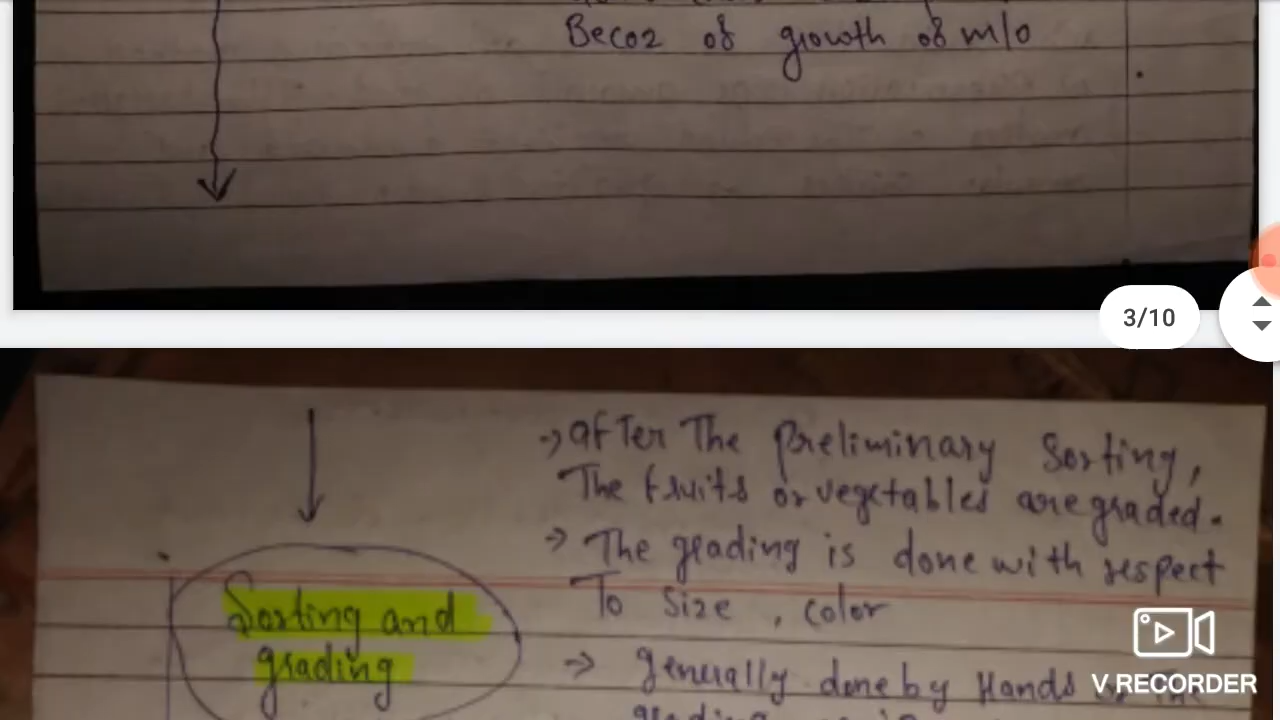 Becoz of growth of m/o
3/10
→ After The Preliminary Sorting,
The fruits or vegetables are graded.
→ The grading is done with respect
To Size , color
Sorting and
grading
→ generally done by Hands
V RECORDER